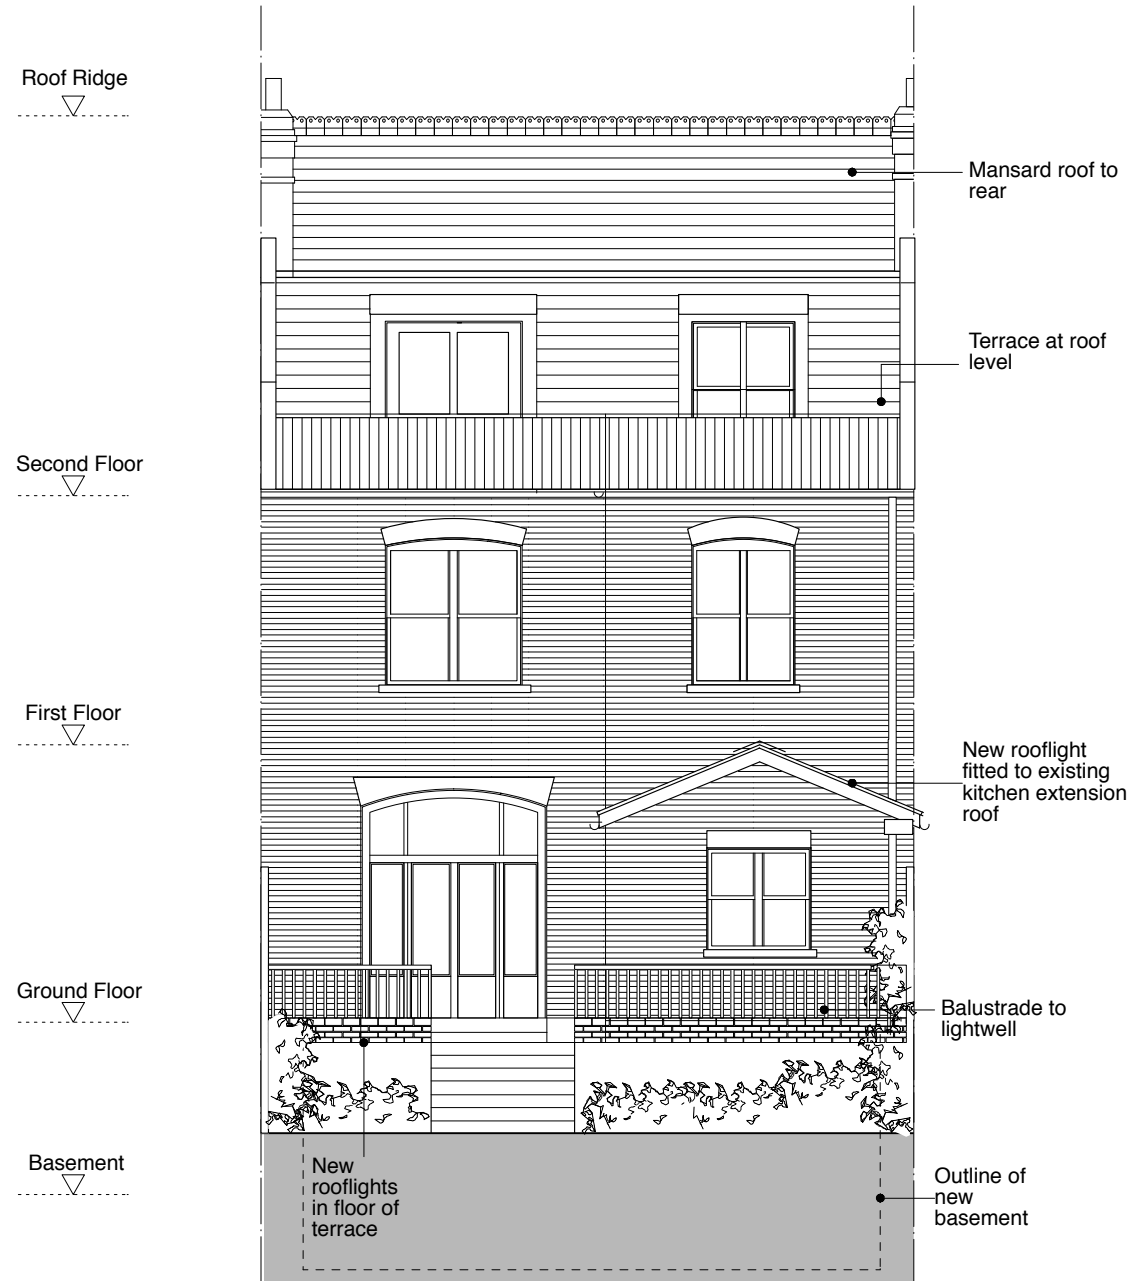 Roof Ridge
Mansard roof to
rear
Terrace at roof
level
Second Floor
First Floor
New rooflight
fitted to existing
kitchen extension
roof
Ground Floor
Balustrade to
lightwell
Basement
New
rooflights
in floor of
terrace
Outline of
new
basement